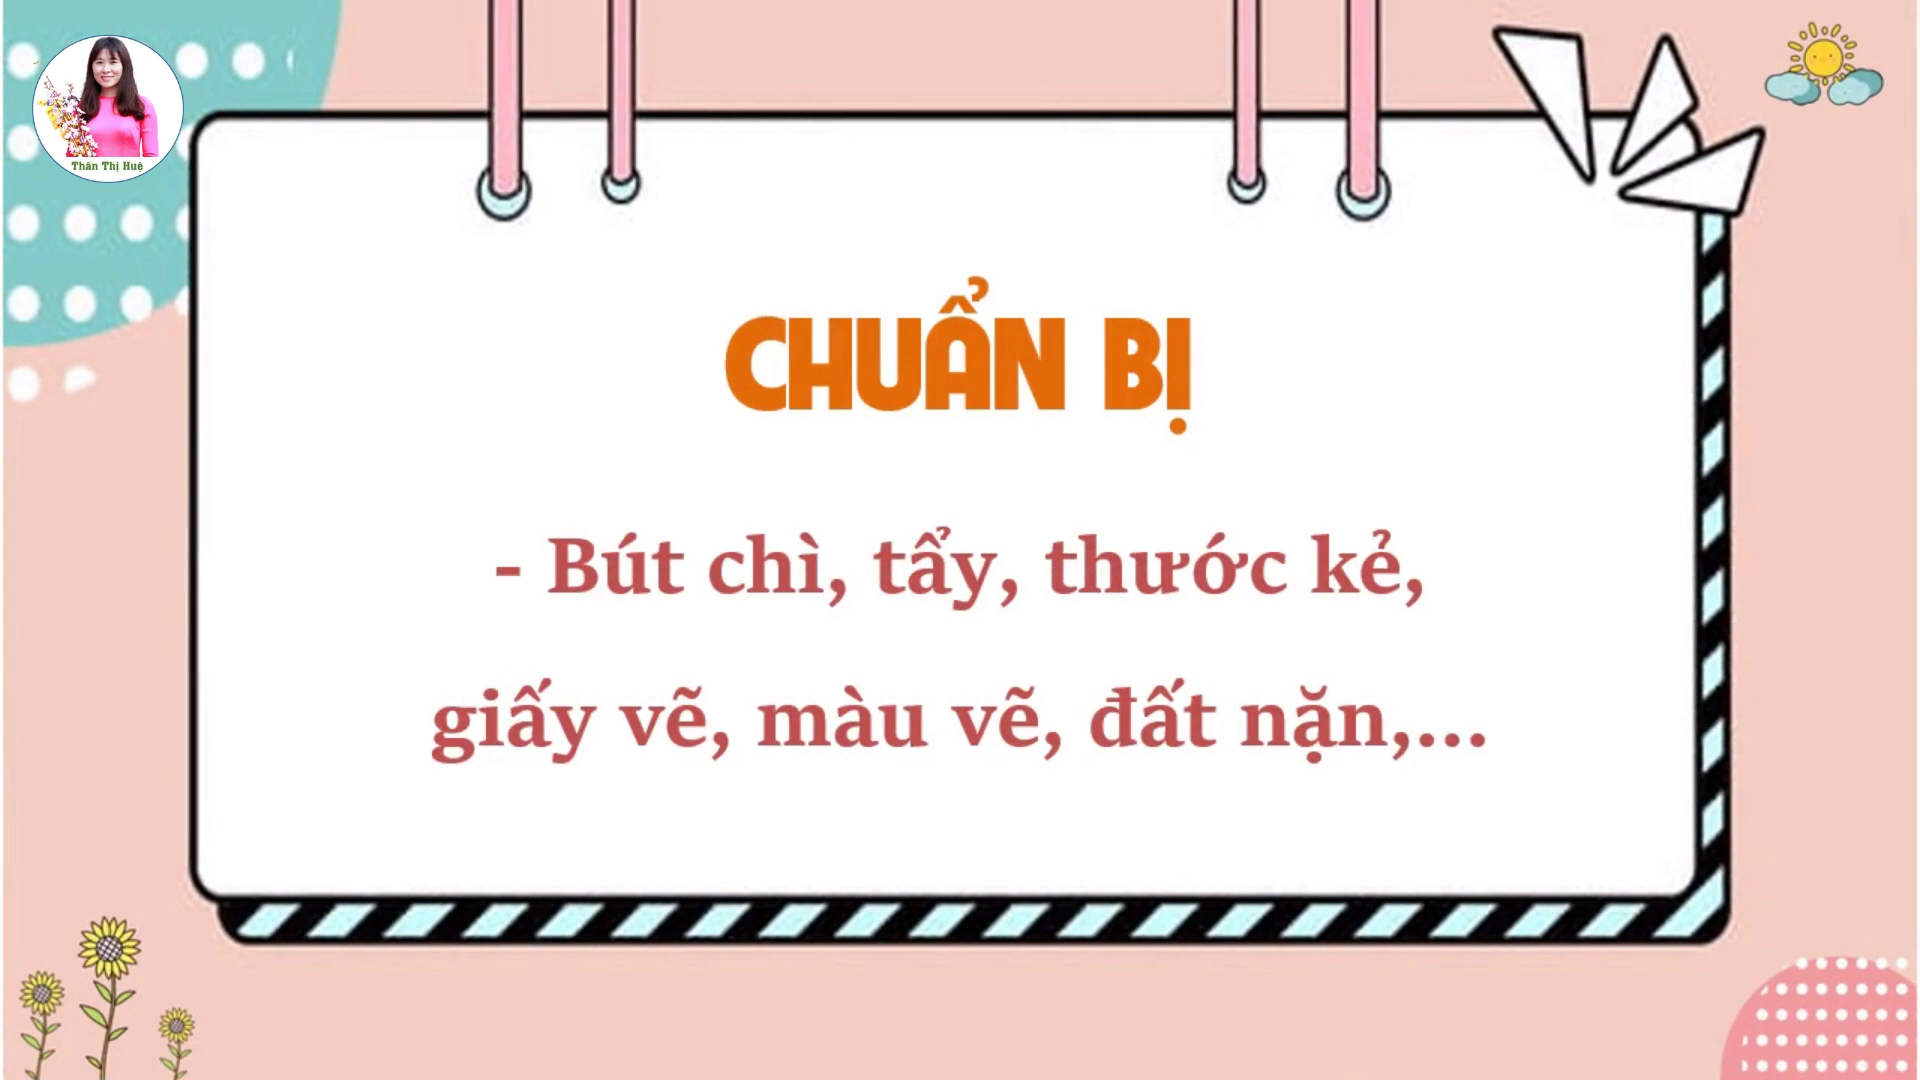 Thân Thị Huệ
CHUẨN BỊ
- Bút chì, tẩy, thước kẻ,
giấy vẽ, màu vẽ, đất nặn,...